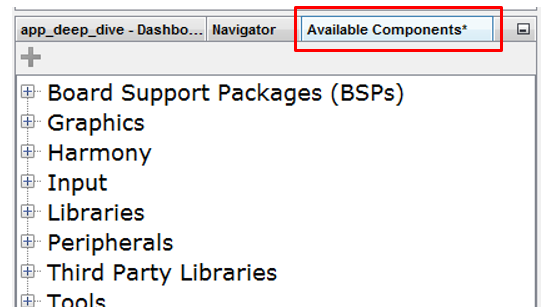 app_deep_dive - Dashbo... Navigator Available Components*
Board Support Packages (BSPs)
Graphics
Harmony
Input
Libraries
Peripherals
Third Party Libraries
Tools